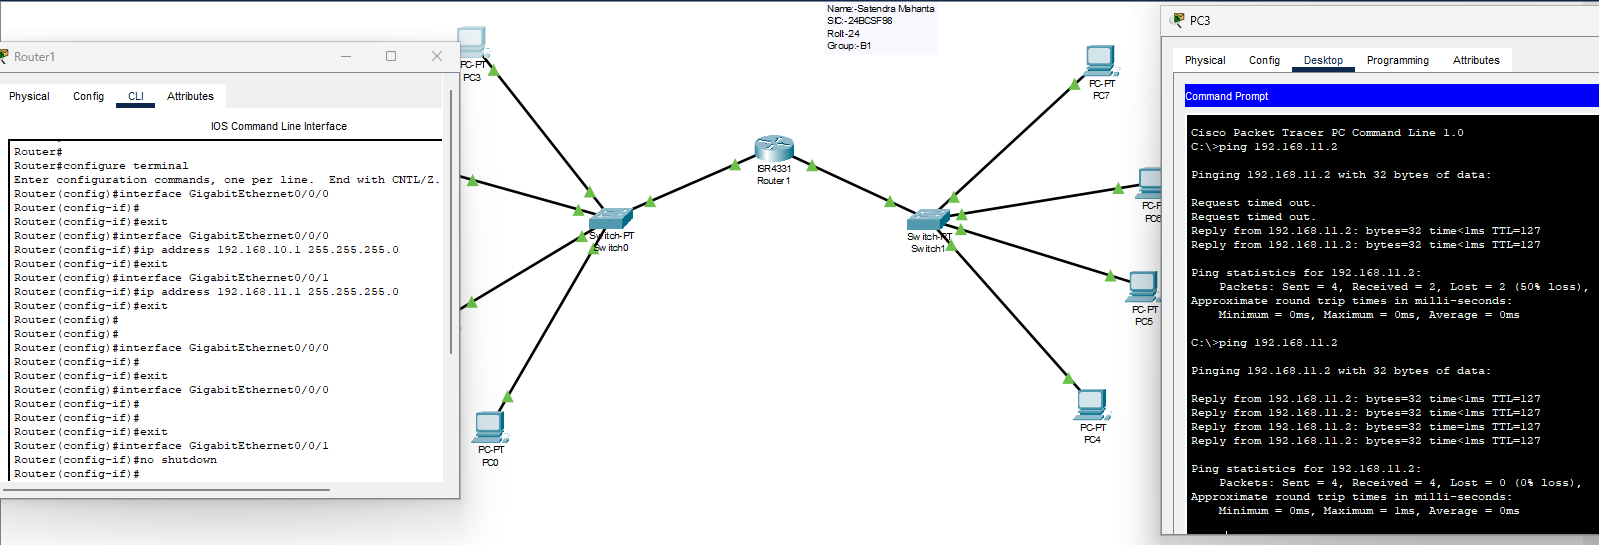 Name:-Satendra Mahanta
SIC:-24BCSF98
Roll:-24
Group:-B1
Router1
Physical
Config
CLI
Attributes
IOS Command Line Interface
Router#
Router#configure terminal
Enter configuration commands, one per line.  End with CNTL/Z.
Router(config)#interface GigabitEthernet0/0/0
Router(config-if)#
Router(config-if)#exit
Router(config)#interface GigabitEthernet0/0/0
Router(config-if)#ip address 192.168.10.1 255.255.255.0
Router(config-if)#exit
Router(config)#interface GigabitEthernet0/0/1
Router(config-if)#ip address 192.168.11.1 255.255.255.0
Router(config-if)#exit
Router(config)#
Router(config)#
Router(config)#interface GigabitEthernet0/0/0
Router(config-if)#
Router(config-if)#exit
Router(config)#interface GigabitEthernet0/0/0
Router(config-if)#
Router(config-if)#
Router(config-if)#exit
Router(config)#interface GigabitEthernet0/0/1
Router(config-if)#no shutdown
Router(config-if)#
PC-PT
PC3
Switch-PT
Switch0
PC-PT
PC0
ISR4331
Router1
Switch-PT
Switch1
PC-PT
PC7
PC6
PC-PT
PC5
PC-PT
PC4
PC3
Physical
Config
Desktop
Programming
Attributes
Command Prompt
Cisco Packet Tracer PC Command Line 1.0
C:\>ping 192.168.11.2
Pinging 192.168.11.2 with 32 bytes of data:
Request timed out.
Request timed out.
Reply from 192.168.11.2: bytes=32 time<1ms TTL=127
Reply from 192.168.11.2: bytes=32 time<1ms TTL=127
Ping statistics for 192.168.11.2:
Packets: Sent = 4, Received = 2, Lost = 2 (50% loss),
Approximate round trip times in milli-seconds:
Minimum = 0ms, Maximum = 0ms, Average = 0ms
C:\>ping 192.168.11.2
Pinging 192.168.11.2 with 32 bytes of data:
Reply from 192.168.11.2: bytes=32 time<1ms TTL=127
Reply from 192.168.11.2: bytes=32 time<1ms TTL=127
Reply from 192.168.11.2: bytes=32 time=1ms TTL=127
Reply from 192.168.11.2: bytes=32 time<1ms TTL=127
Ping statistics for 192.168.11.2:
Packets: Sent = 4, Received = 4, Lost = 0 (0% loss),
Approximate round trip times in milli-seconds:
Minimum = 0ms, Maximum = 1ms, Average = 0ms